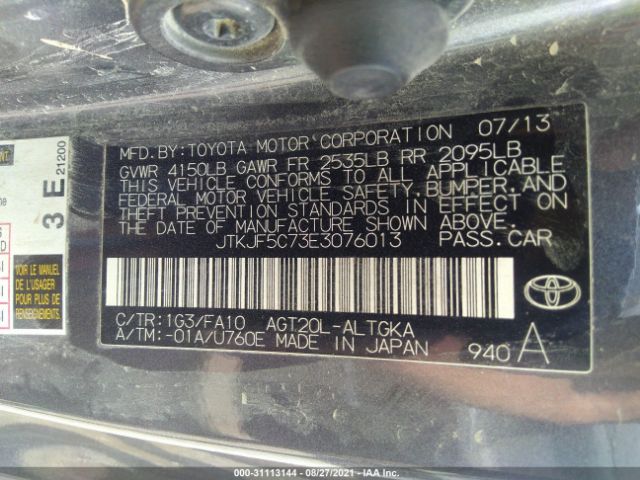 MFD.BY:TOYOTA MOTOR CORPORATION 07/13
GVWR 4150LB GAWR FR 2535LB RR 2095LB
THIS VEHICLE CONFORMS TO ALL APPLICABLE
FEDERAL MOTOR VEHICLE SAFETY, BUMPER, AND
THEFT PREVENTION STANDARDS IN EFFECT ON
THE DATE OF MANUFACTURE SHOWN ABOVE.
JTKJF5C73E3076013 PASS.CAR
C/TR:1G3/FA10 AGT20L-ALTGKA
A/TM:-01A/U760E MADE IN JAPAN 940 A
3 E
21200
VOIR LE MANUEL
DE L'USAGER
POUR PLUS DE
RENSEIGNEMENTS
000-31113144 - 08/27/2021 - IAA Inc.